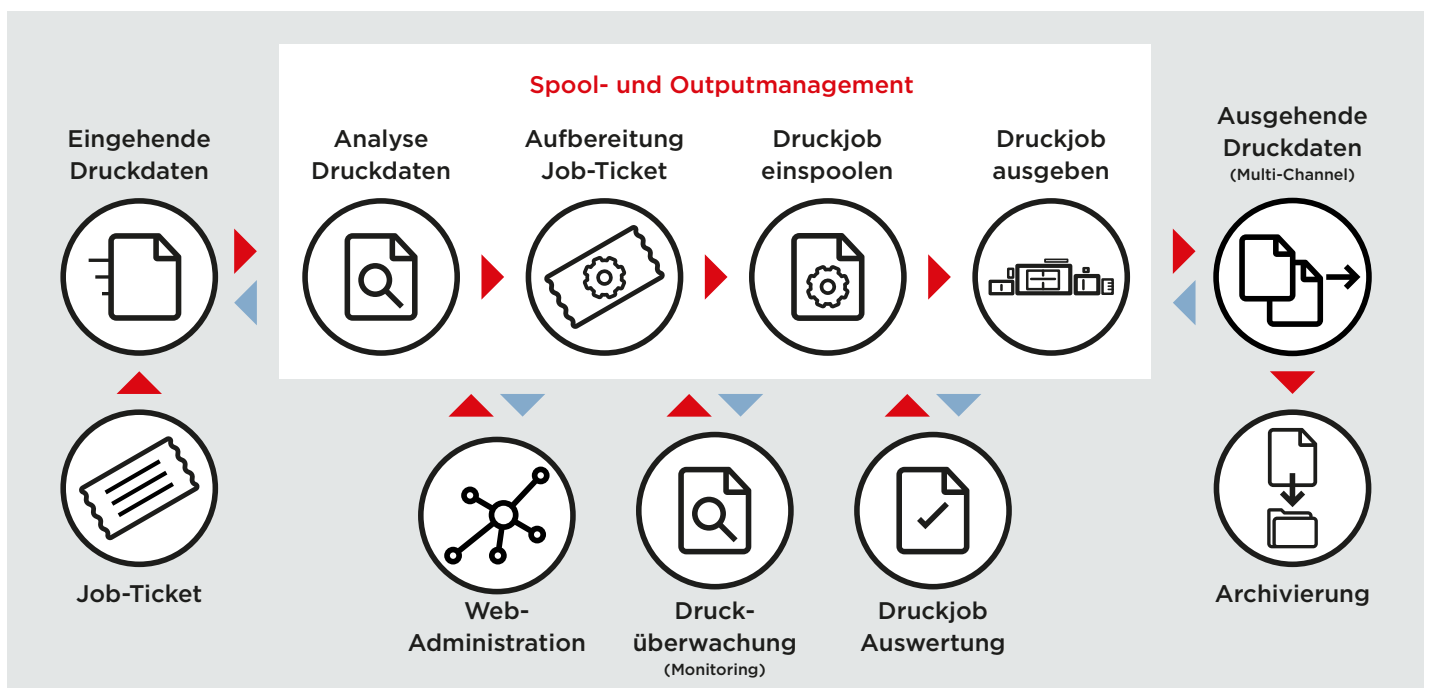 Spool- und Outputmanagement
Eingehende
Druckdaten
Analyse
Druckdaten
Aufbereitung
Job-Ticket
Druckjob
einspoolen
Druckjob
ausgeben
Ausgehende
Druckdaten
(Multi-Channel)
Job-Ticket
Web-
Administration
Druck-
überwachung
(Monitoring)
Druckjob
Auswertung
Archivierung